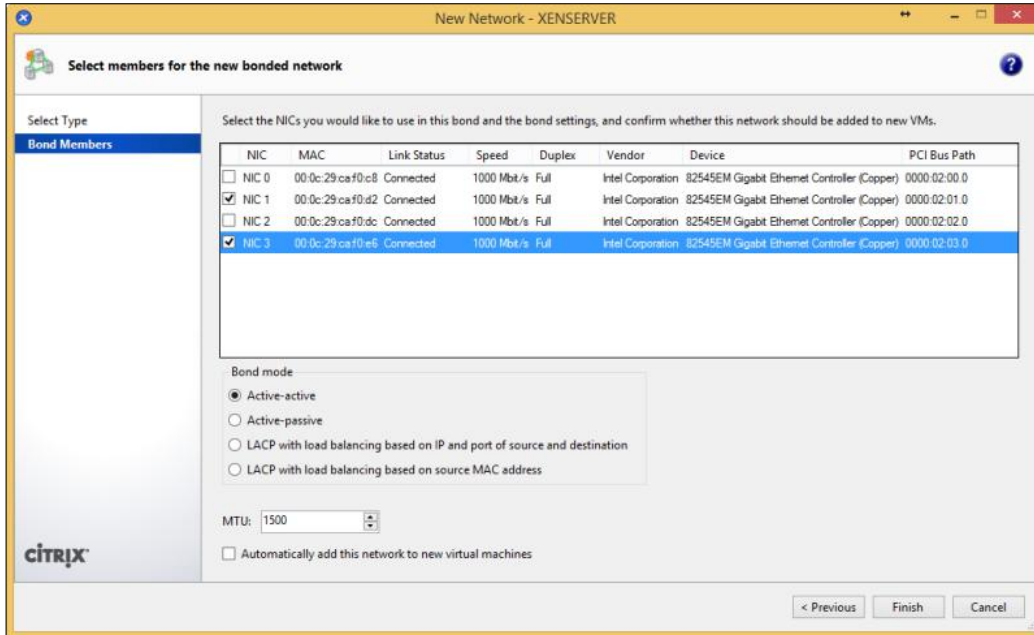 New Network - XENSERVER
Select members for the new bonded network
Select Type
Bond Members
Select the NICs you would like to use in this bond and the bond settings, and confirm whether this network should be added to new VMs.
NIC MAC Link Status Speed Duplex Vendor Device PCI Bus Path
NIC 0 00:0c:29:ca:f0:c8 Connected 1000 Mbit/s Full Intel Corporation 82545EM Gigabit Ethernet Controller (Copper) 0000:02:00.0
NIC 1 00:0c:29:ca:f0:d2 Connected 1000 Mbit/s Full Intel Corporation 82545EM Gigabit Ethernet Controller (Copper) 0000:02:01.0
NIC 2 00:0c:29:ca:f0:dc Connected 1000 Mbit/s Full Intel Corporation 82545EM Gigabit Ethernet Controller (Copper) 0000:02:02.0
NIC 3 00:0c:29:ca:f0:e6 Connected 1000 Mbit/s Full Intel Corporation 82545EM Gigabit Ethernet Controller (Copper) 0000:02:03.0
Bond mode
Active-active
Active-passive
LACP with load balancing based on IP and port of source and destination
LACP with load balancing based on source MAC address
MTU: 1500
Automatically add this network to new virtual machines
CITRIX
< Previous Finish Cancel